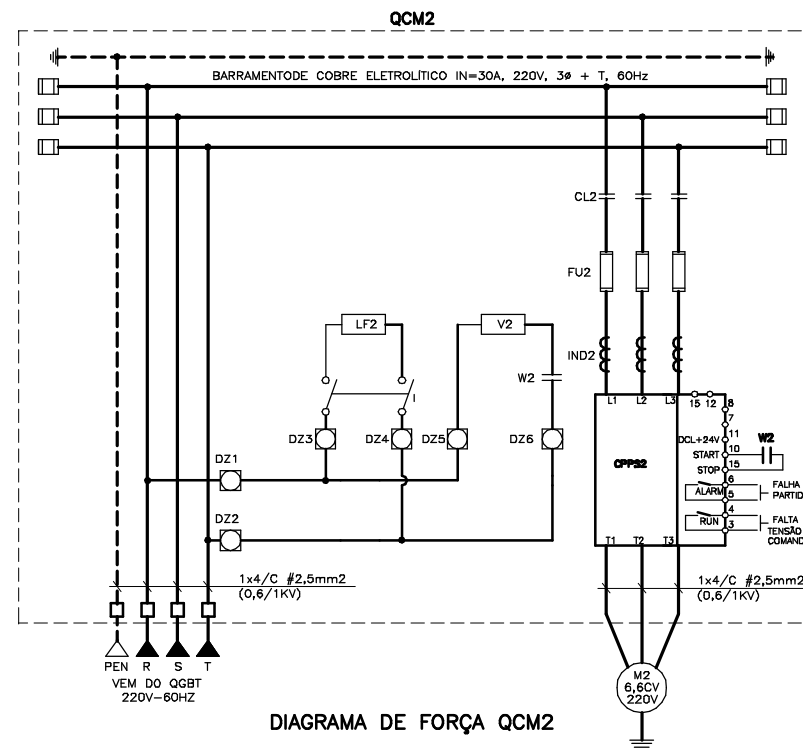 QCM2
BARRAMENTODE COBRE ELETROLÍTICO IN=30A, 220V, 3ø + T, 60Hz
CL2
FU2
LF2
V2
IND2
W2
I
L1 L2 L3
15 12
8
7
DZ3 DZ4 DZ5 DZ6
DCL+24V 11
START 10
W2
STOP 15
DZ1
CPPS2
6
ALARM
5
FALHA
PARTID
4
RUN
3
FALTA
TENSÃO
COMAND
DZ2
T1 T2 T3
1x4/C #2,5mm2
(0,6/1KV)
1x4/C #2,5mm2
(0,6/1KV)
PEN R S T
VEM DO QGBT
220V-60HZ
M2
6,6CV
220V
DIAGRAMA DE FORÇA QCM2